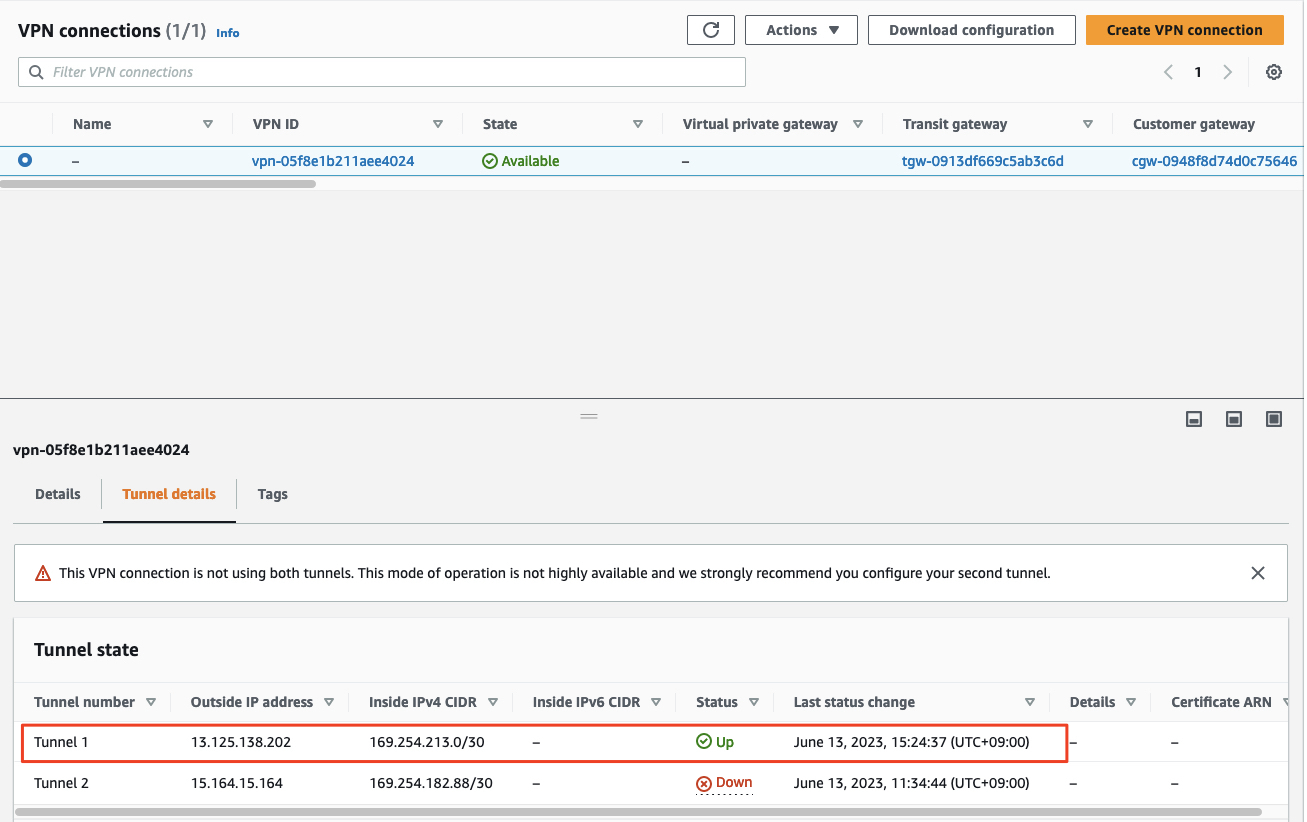 VPN connections (1/1) Info
Actions Download configuration Create VPN connection
Filter VPN connections 1
Name VPN ID State Virtual private gateway Transit gateway Customer gateway
– vpn-05f8e1b211aee4024 Available – tgw-0913df669c5ab3c6d cgw-0948f8d74d0c75646
vpn-05f8e1b211aee4024
Details Tunnel details Tags
This VPN connection is not using both tunnels. This mode of operation is not highly available and we strongly recommend you configure your second tunnel.
Tunnel state
Tunnel number Outside IP address Inside IPv4 CIDR Inside IPv6 CIDR Status Last status change Details Certificate ARN
Tunnel 1 13.125.138.202 169.254.213.0/30 – Up June 13, 2023, 15:24:37 (UTC+09:00) – –
Tunnel 2 15.164.15.164 169.254.182.88/30 – Down June 13, 2023, 11:34:44 (UTC+09:00) – –